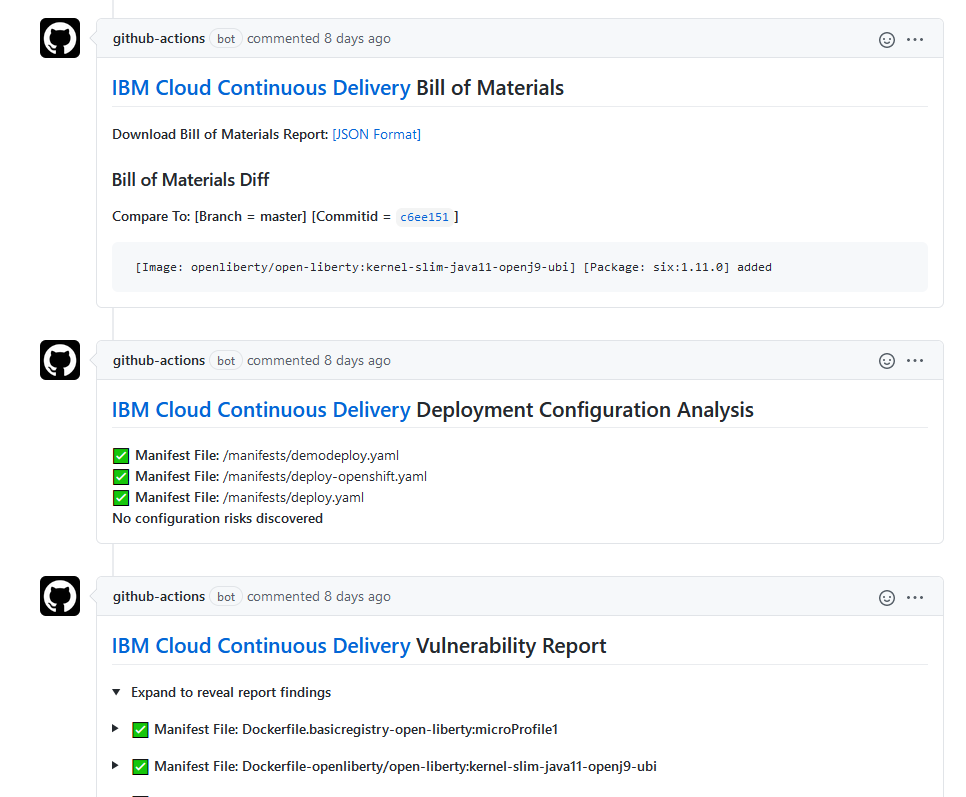 github-actions bot commented 8 days ago
IBM Cloud Continuous Delivery Bill of Materials
Download Bill of Materials Report: [JSON Format]
Bill of Materials Diff
Compare To: [Branch = master] [Commitid = c6ee151 ]
[Image: openliberty/open-liberty:kernel-slim-java11-openj9-ubi] [Package: six:1.11.0] added
github-actions bot commented 8 days ago
IBM Cloud Continuous Delivery Deployment Configuration Analysis
Manifest File: /manifests/demodeploy.yaml
Manifest File: /manifests/deploy-openshift.yaml
Manifest File: /manifests/deploy.yaml
No configuration risks discovered
github-actions bot commented 8 days ago
IBM Cloud Continuous Delivery Vulnerability Report
Expand to reveal report findings
Manifest File: Dockerfile.basicregistry-open-liberty:microProfile1
Manifest File: Dockerfile-openliberty/open-liberty:kernel-slim-java11-openj9-ubi